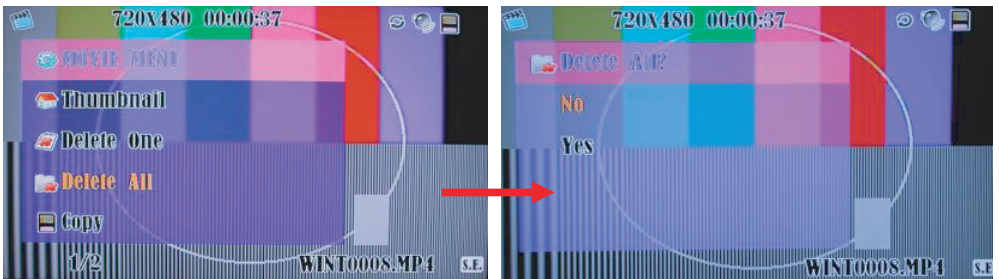 720X480 00:00:37
MOVIE MENU
Thumbnail
Delete One
Delete All
Copy
1/2
WINT0008.MP4
S.F.
720X480 00:00:37
Delete All?
No
Yes
WINT0008.MP4
S.F.